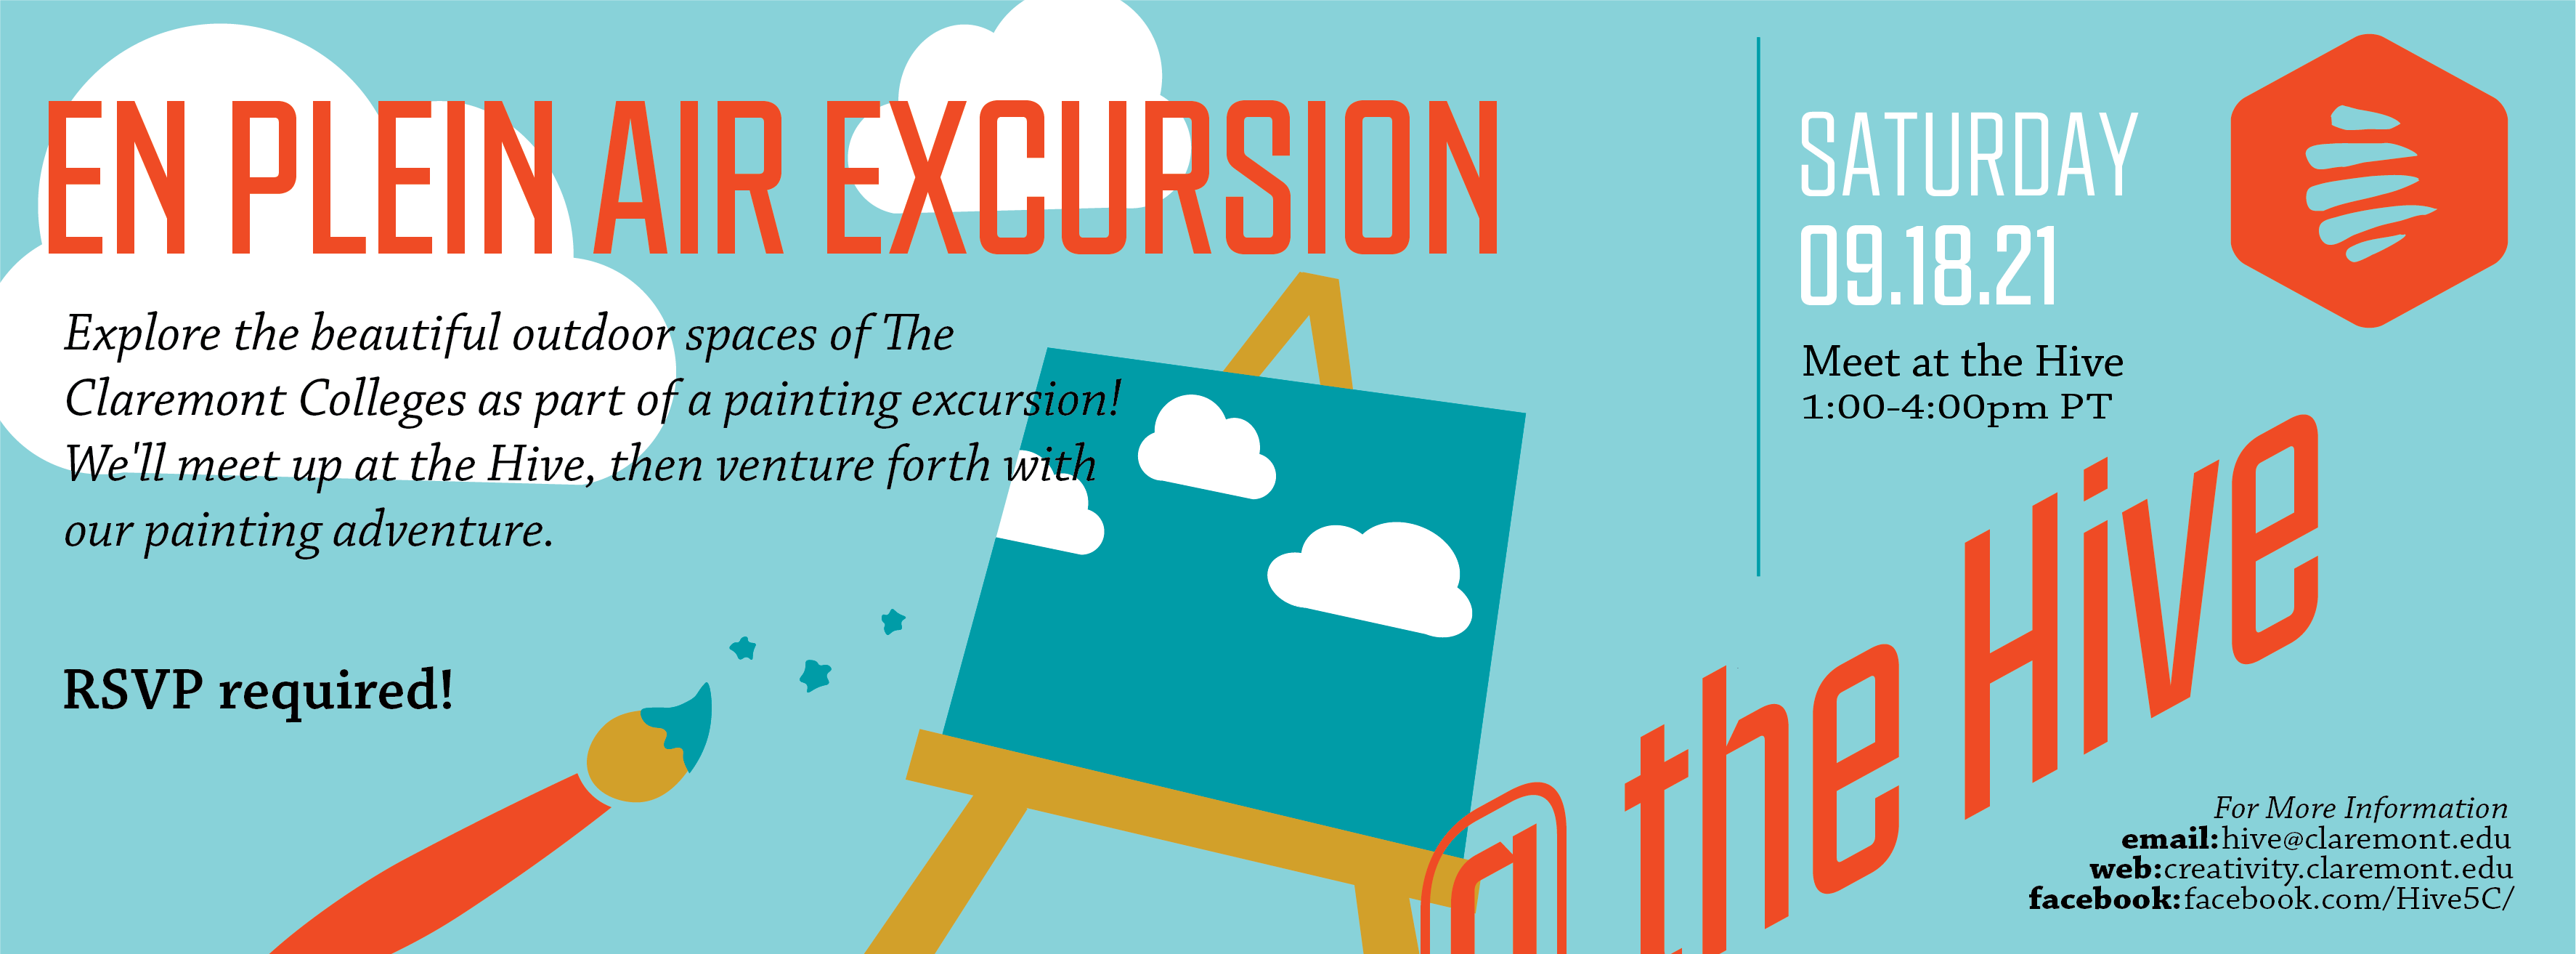 EN PLEIN AIR EXCURSION
Explore the beautiful outdoor spaces of The
Claremont Colleges as part of a painting excursion!
We'll meet up at the Hive, then venture forth with
our painting adventure.
RSVP required!
SATURDAY
09.18.21
Meet at the Hive
1:00-4:00pm PT
@ the Hive
For More Information
email:hive@claremont.edu
web:creativity.claremont.edu
facebook:facebook.com/Hive5C/